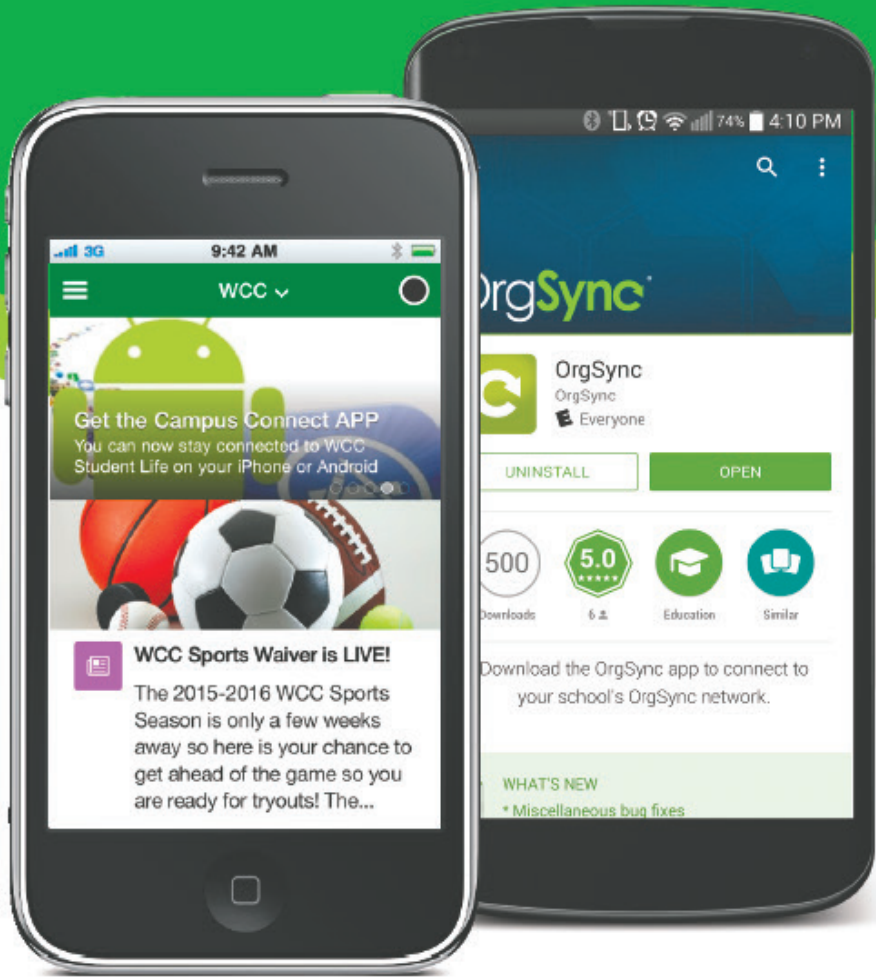 3G 9:42 AM
WCC
Get the Campus Connect APP
You can now stay connected to WCC
Student Life on your iPhone or Android
WCC Sports Waiver is LIVE!
The 2015-2016 WCC Sports
Season is only a few weeks
away so here is your chance to
get ahead of the game so you
are ready for tryouts! The...
74% 4:10 PM
OrgSync
OrgSync
OrgSync
E Everyone
UNINSTALL OPEN
500 5.0
Downloads 6 Education Similar
Download the OrgSync app to connect to
your school's OrgSync network.
WHAT'S NEW
* Miscellaneous bug fixes